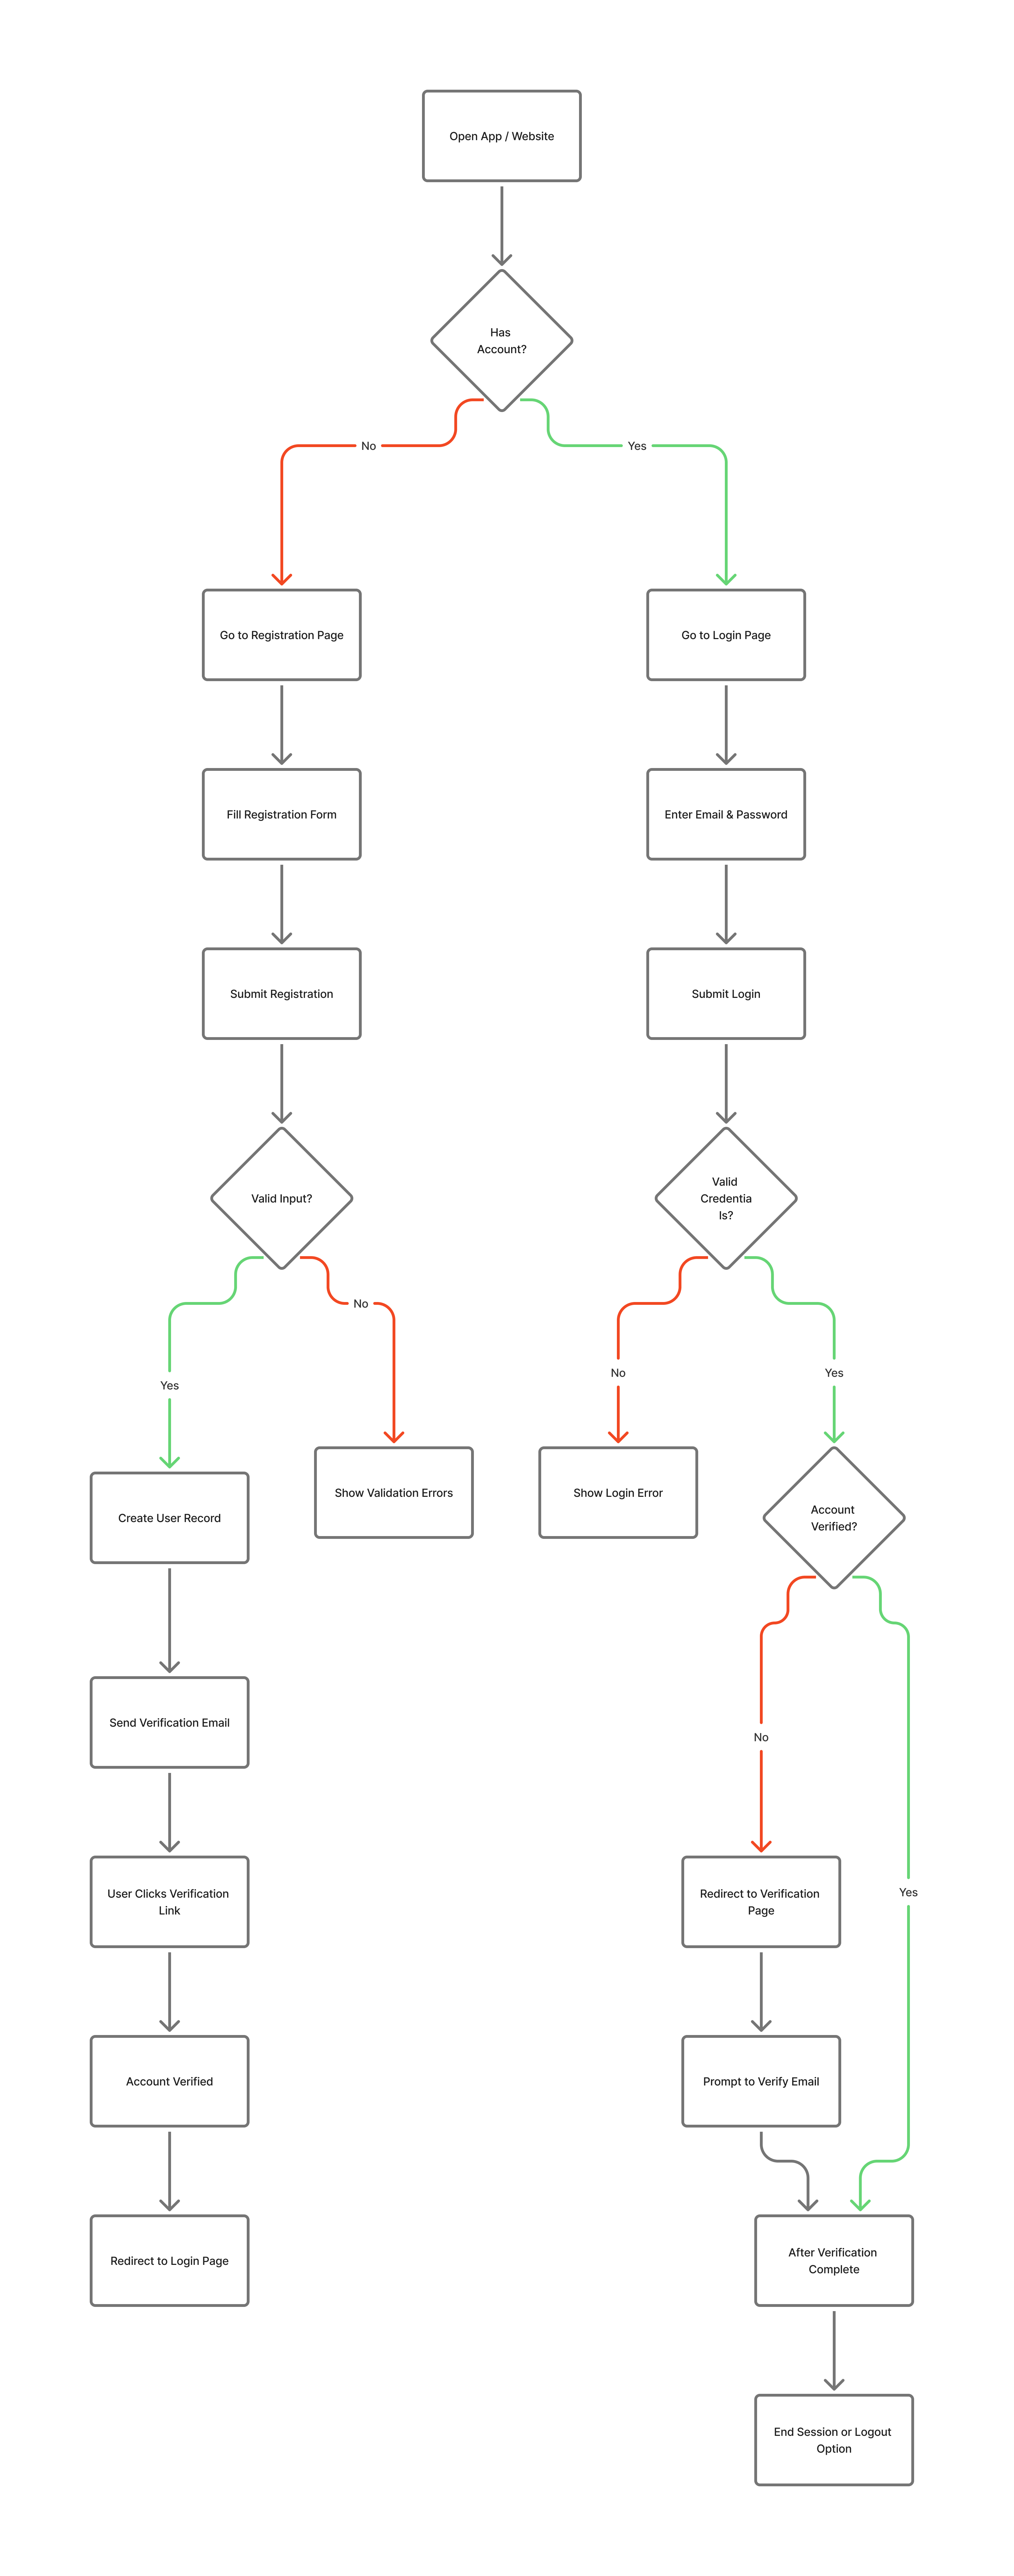 Open App / Website
Has
Account?
No
Yes
Go to Registration Page
Go to Login Page
Fill Registration Form
Enter Email & Password
Submit Registration
Submit Login
Valid Input?
Valid
Credentia
ls?
No
No
Yes
Yes
Show Validation Errors
Show Login Error
Account
Verified?
Create User Record
Send Verification Email
No
User Clicks Verification
Link
Redirect to Verification
Page
Yes
Account Verified
Prompt to Verify Email
Redirect to Login Page
After Verification
Complete
End Session or Logout
Option